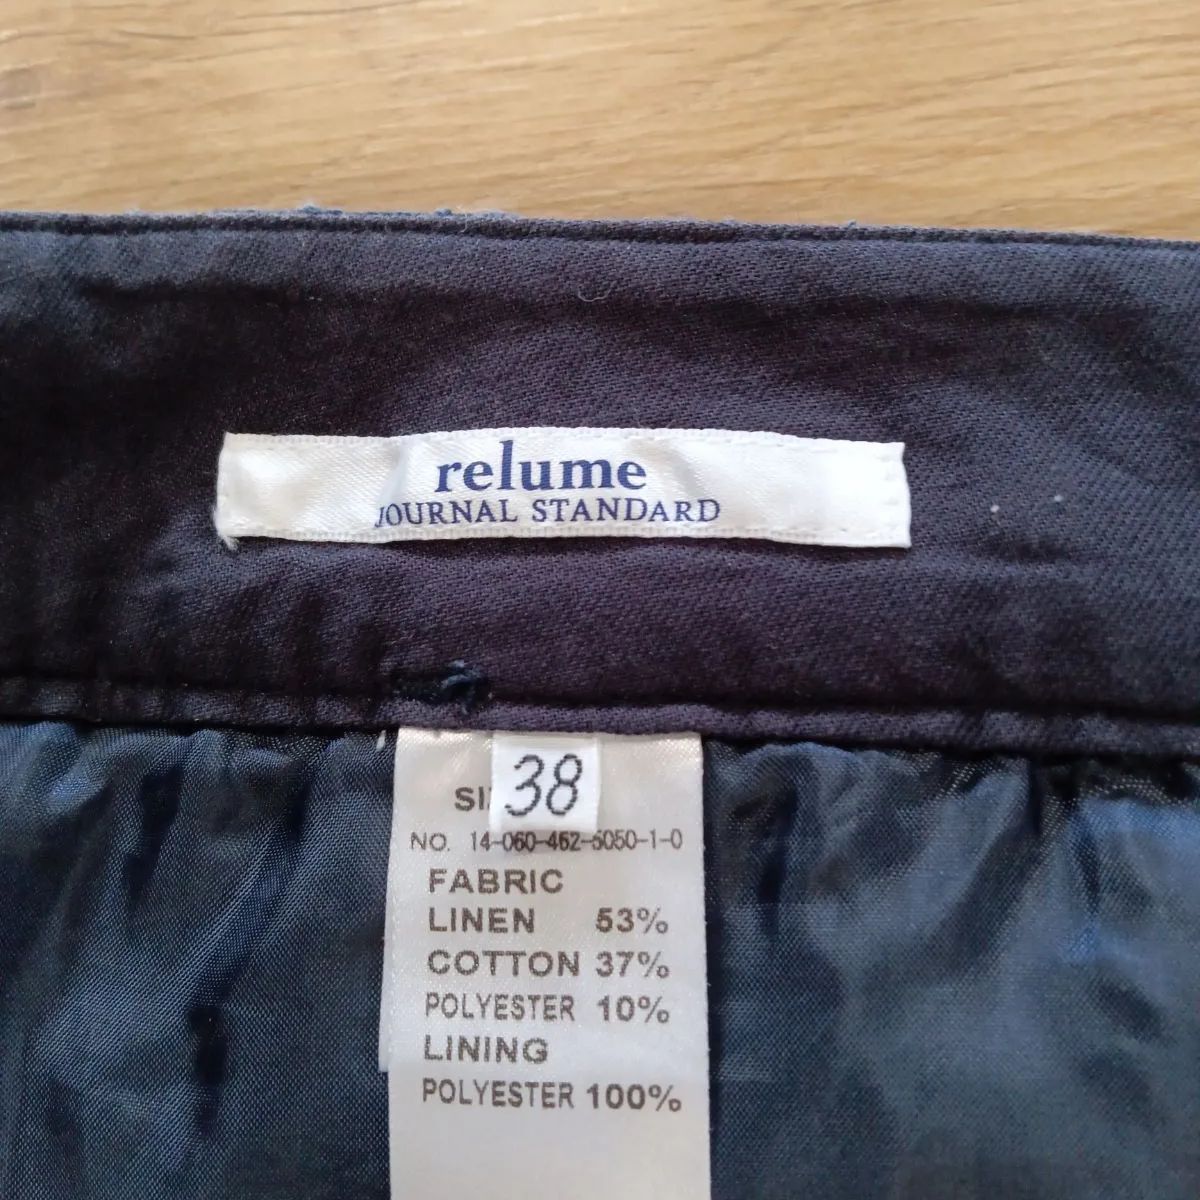 relume
JOURNAL STANDARD
38
NO. 14-060-462-5050-1-0
FABRIC
LINEN 53%
COTTON 37%
POLYESTER 10%
LINING
POLYESTER 100%